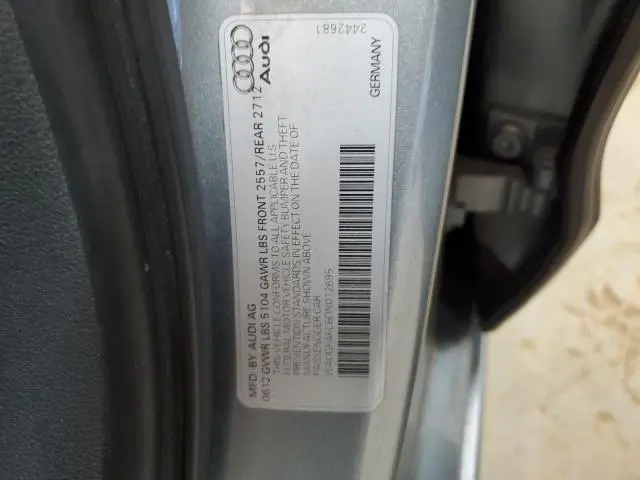 MFD BY AUDI AG
0612 GVWR LBS 5104 GAWR LBS FRONT 2557/REAR 2712
THIS VEHICLE CONFORMS TO ALL APPLICABLE U.S
FEDERAL MOTOR VEHICLE SAFETY BUMPER AND THEFT
PREVENTION STANDARDS IN EFFECT ON THE DATE OF
MANUFACTURE SHOWN ABOVE
PASSENGER CAR
Audi
2442681
GERMANY